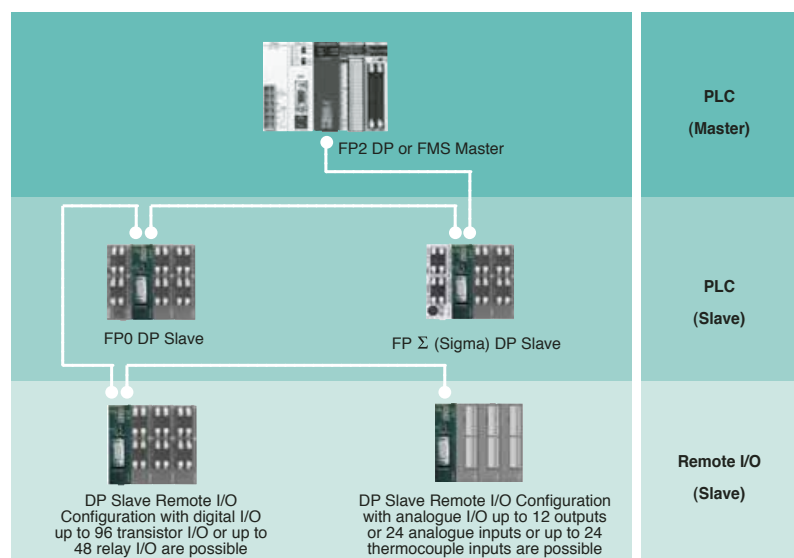 FP2 DP or FMS Master
PLC
(Master)
FP0 DP Slave
FP Σ (Sigma) DP Slave
PLC
(Slave)
DP Slave Remote I/O
Configuration with digital I/O
up to 96 transistor I/O or up to
48 relay I/O are possible
DP Slave Remote I/O Configuration
with analogue I/O up to 12 outputs
or 24 analogue inputs or up to 24
thermocouple inputs are possible
Remote I/O
(Slave)